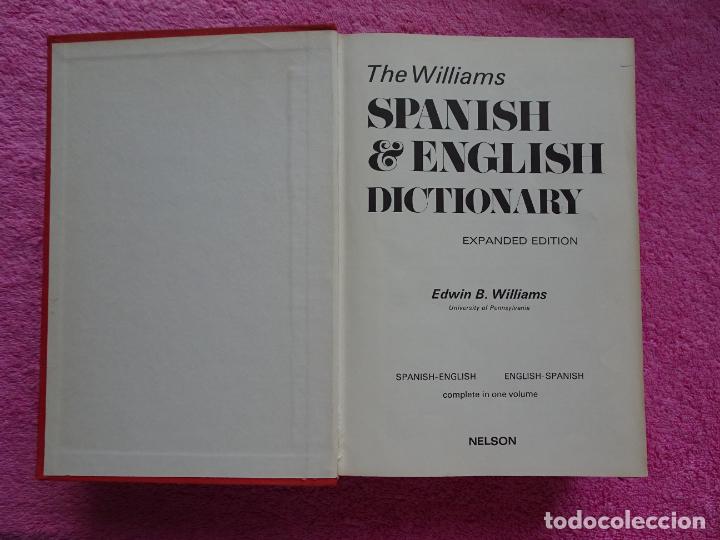 The Williams
SPANISH
& ENGLISH
DICTIONARY
EXPANDED EDITION
Edwin B. Williams
University of Pennsylvania
SPANISH-ENGLISH ENGLISH-SPANISH
complete in one volume
NELSON
todocoleccion